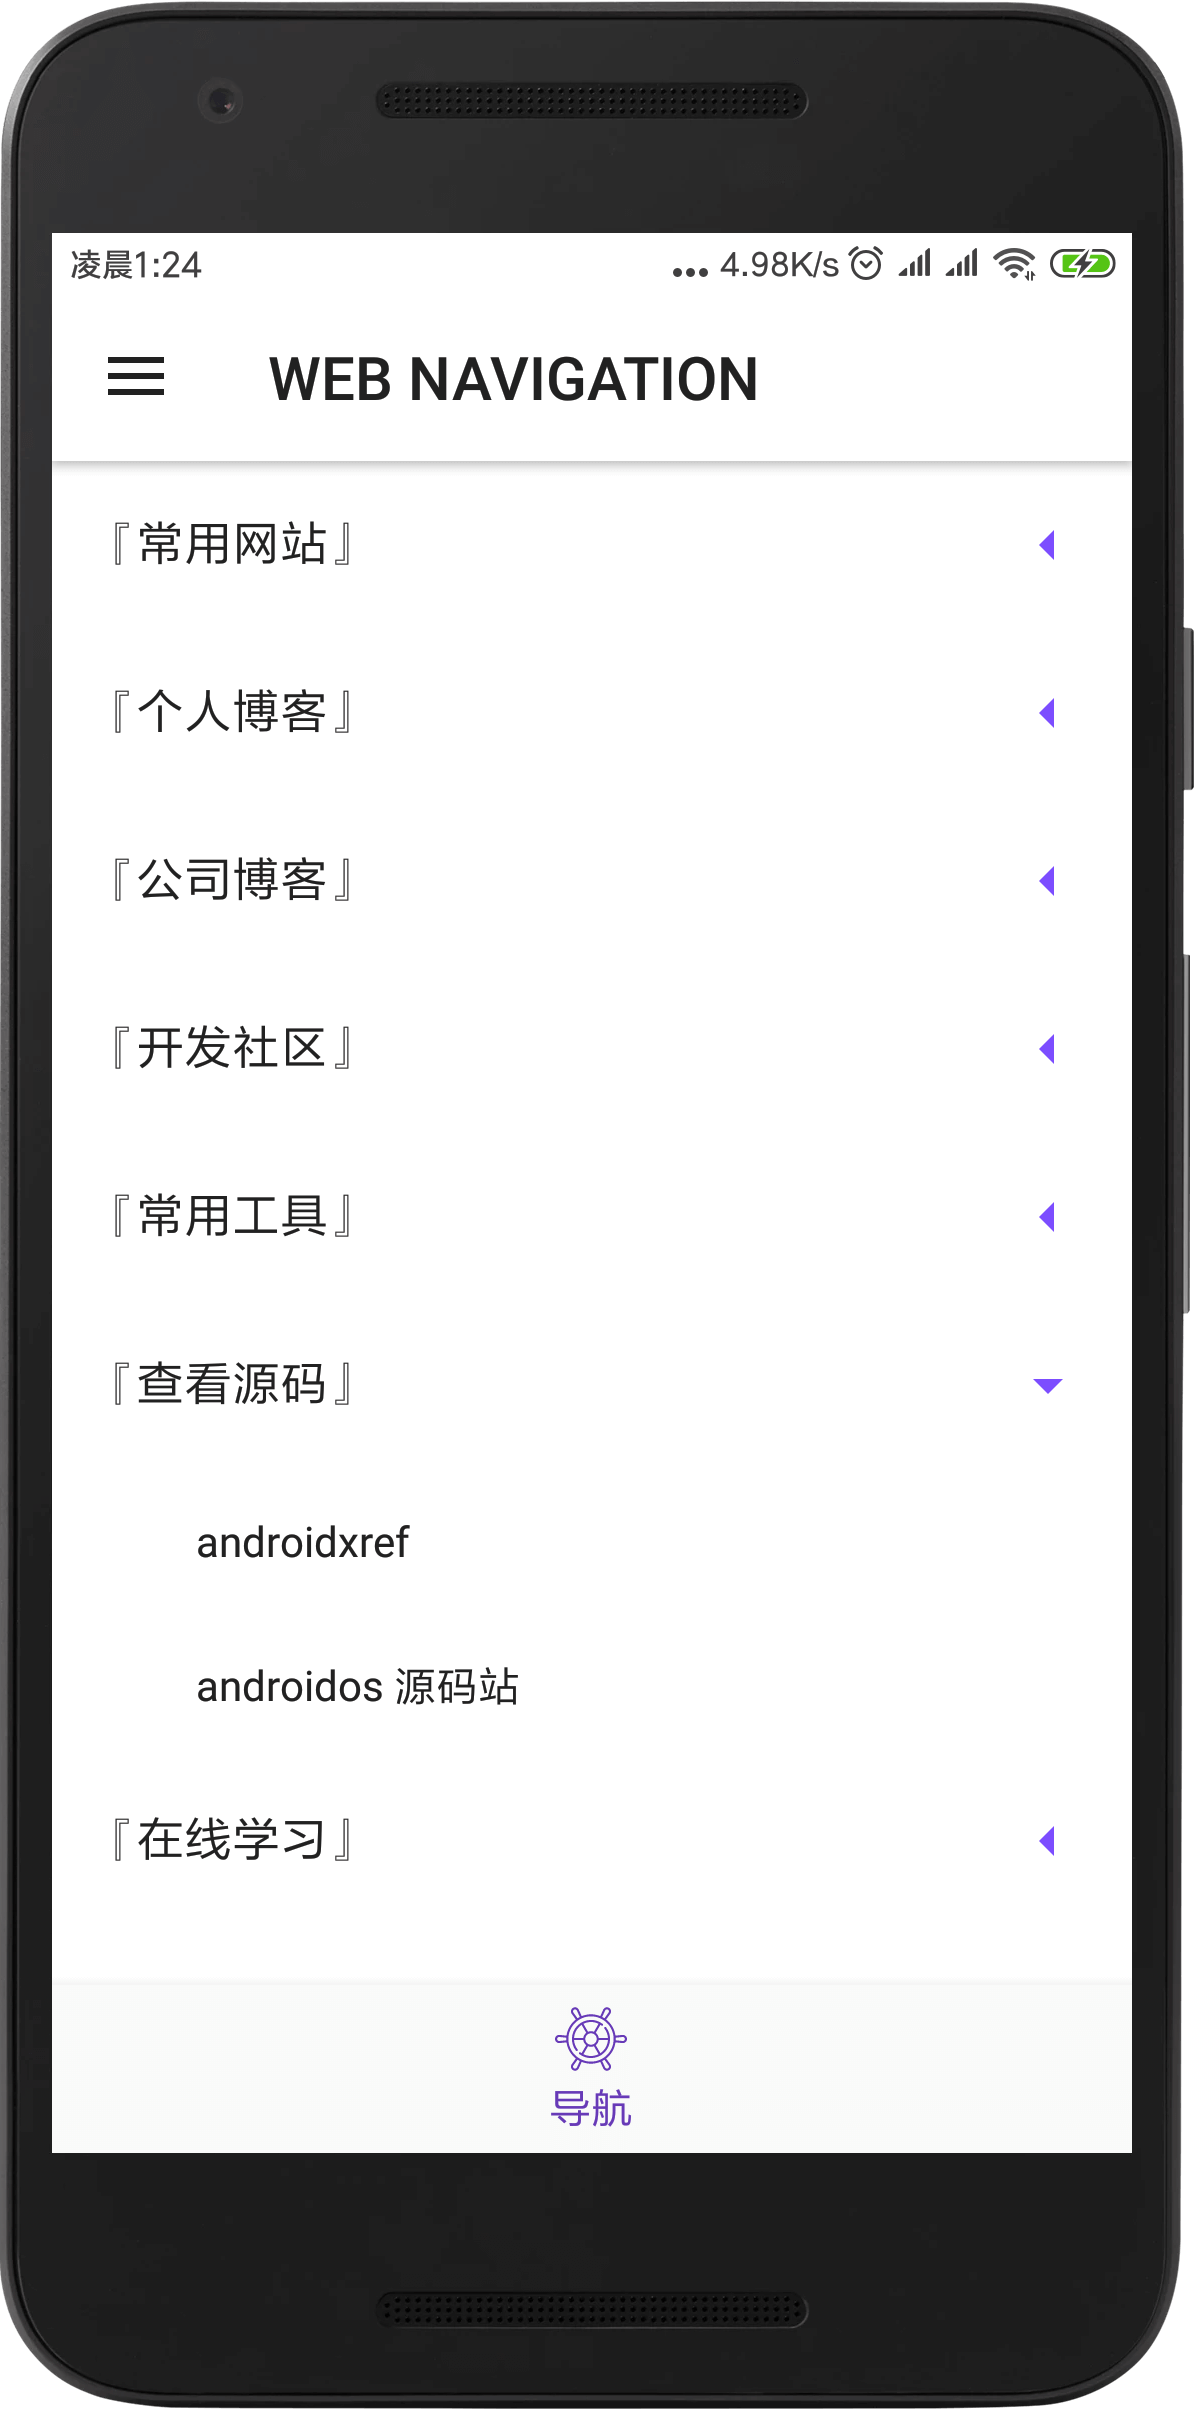 凌晨1:24 ... 4.98K/s
WEB NAVIGATION
『常用网站』
『个人博客』
『公司博客』
『开发社区』
『常用工具』
『查看源码』
androidxref
androidos 源码站
『在线学习』
导航